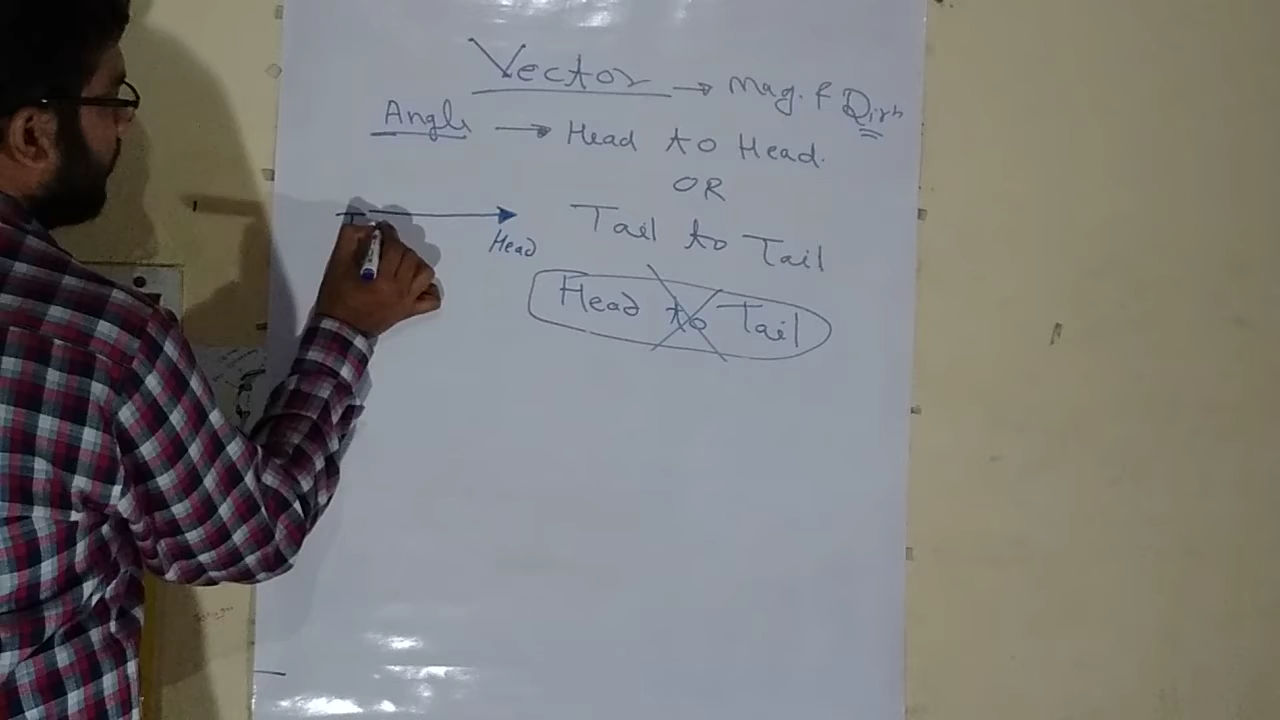 Vector → Mag. & Dirn
Angle → Head to Head.
OR
Tail to Tail
Head
Head to Tail